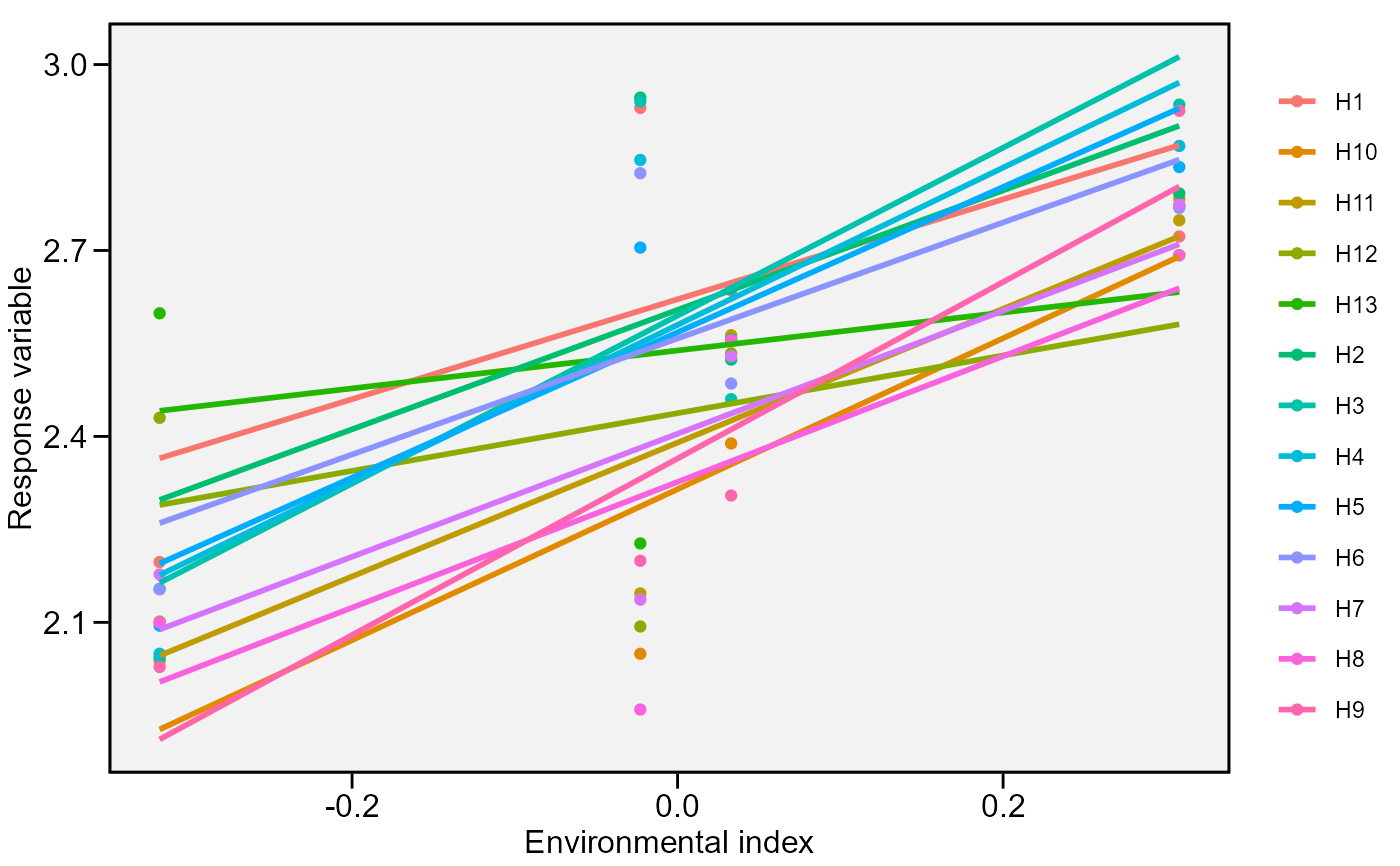 3.0
2.7
2.4
2.1
Response variable
-0.2
0.0
0.2
Environmental index
H1
H10
H11
H12
H13
H2
H3
H4
H5
H6
H7
H8
H9